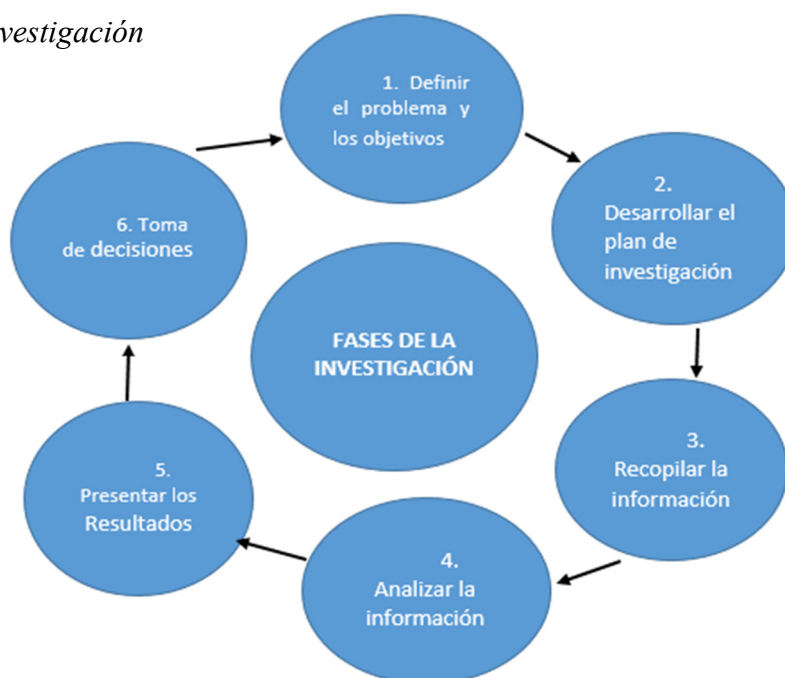 vestigación
1. Definir
el problema y
los objetivos
2.
Desarrollar el
plan de
investigación
3.
Recopilar la
información
4.
Analizar la
información
5.
Presentar los
Resultados
6. Toma
de decisiones
FASES DE LA
INVESTIGACIÓN